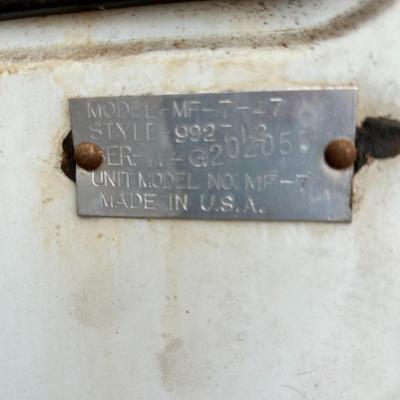 MODEL-MF-7-47
STYLE-992-12
UNIT MODEL NO: MF-7
MADE IN U.S.A.